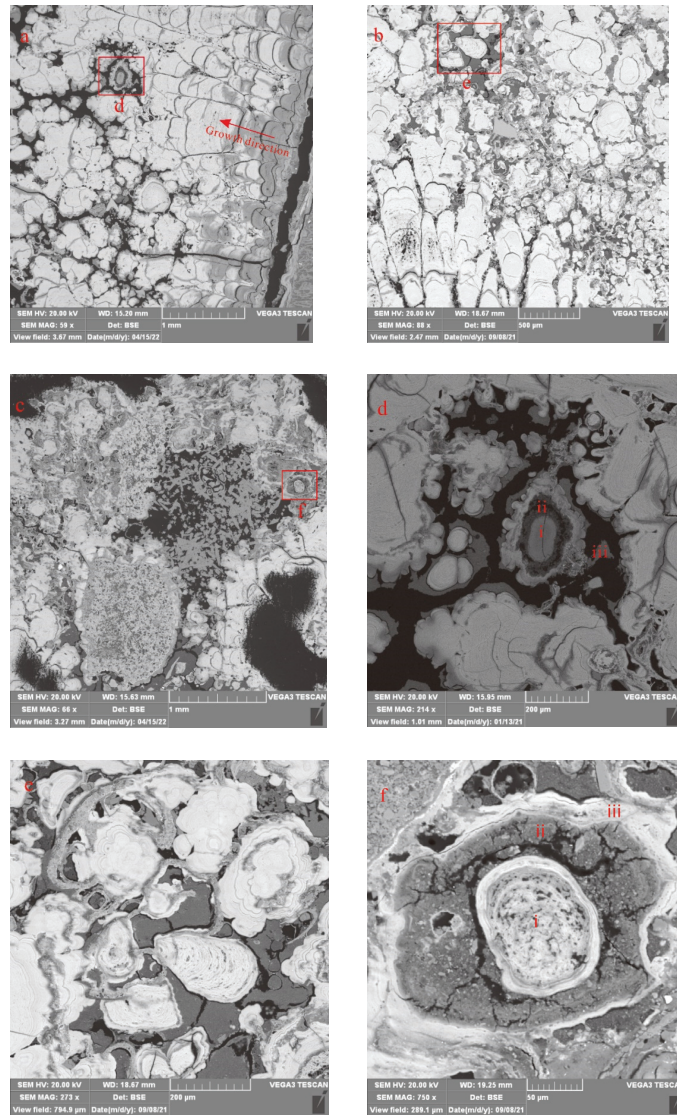 a
d
Growth direction
SEM HV: 20.00 kV WD: 15.20 mm VEGA3 TESCAN
SEM MAG: 59 x Det: BSE 1 mm
View field: 3.67 mm Date(m/d/y): 04/15/22
b
e
SEM HV: 20.00 kV WD: 18.67 mm VEGA3 TESCAN
SEM MAG: 88 x Det: BSE 500 µm
View field: 2.47 mm Date(m/d/y): 09/08/21
c
f
SEM HV: 20.00 kV WD: 15.63 mm VEGA3 TESCAN
SEM MAG: 66 x Det: BSE 1 mm
View field: 3.27 mm Date(m/d/y): 04/15/22
d
ii
i
iii
SEM HV: 20.00 kV WD: 15.95 mm VEGA3 TESCA
SEM MAG: 214 x Det: BSE 200 µm
View field: 1.01 mm Date(m/d/y): 01/13/21
e
SEM HV: 20.00 kV WD: 18.67 mm VEGA3 TESCAN
SEM MAG: 273 x Det: BSE 200 µm
View field: 794.9 µm Date(m/d/y): 09/08/21
f
iii
ii
i
SEM HV: 20.00 kV WD: 19.25 mm VEGA3 TESCAN
SEM MAG: 750 x Det: BSE 50 µm
View field: 289.1 µm Date(m/d/y): 09/08/21